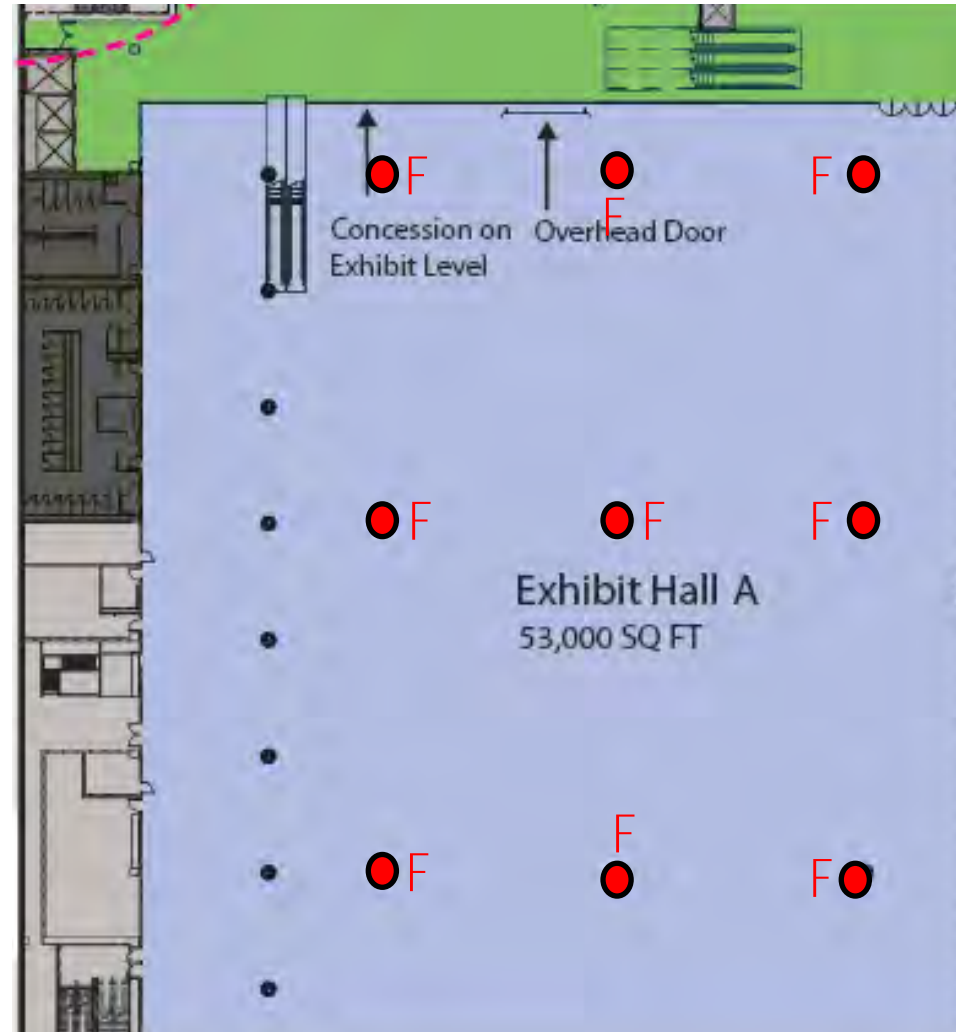 F
F
F
Concession on
Exhibit Level
Overhead Door
F
F
F
Exhibit Hall A
53,000 SQ FT
F
F
F